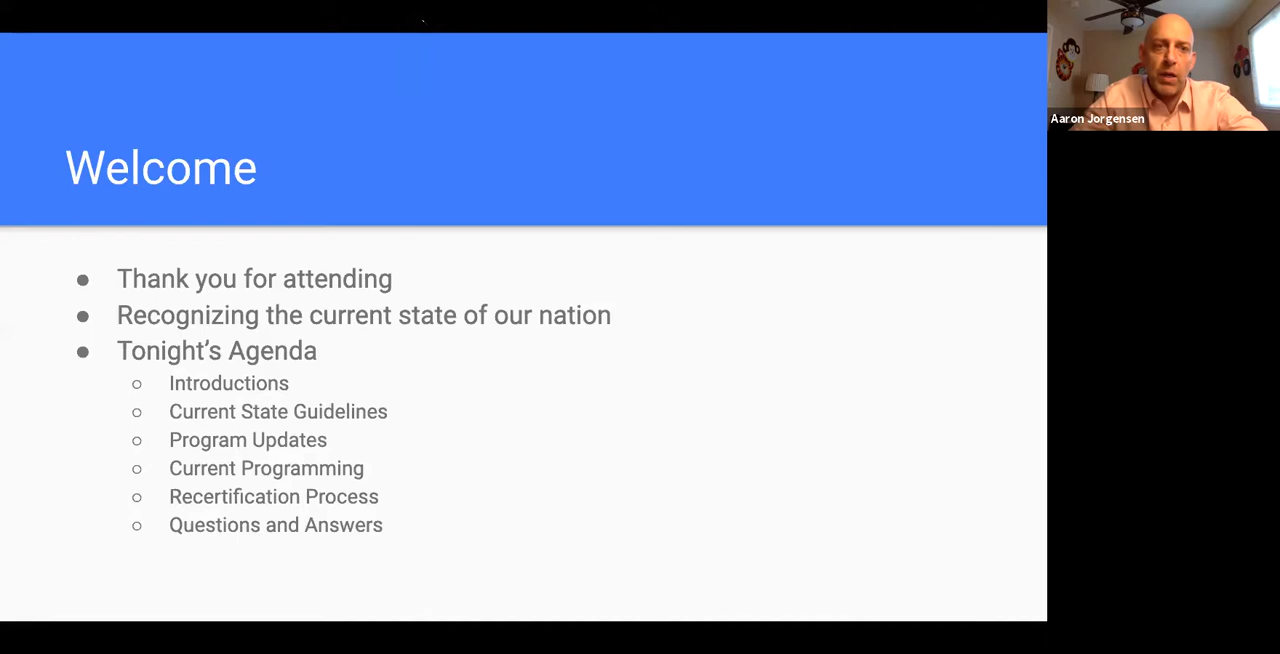 Welcome
Thank you for attending
Recognizing the current state of our nation
Tonight's Agenda
Introductions
Current State Guidelines
Program Updates
Current Programming
Recertification Process
Questions and Answers
Aaron Jorgensen